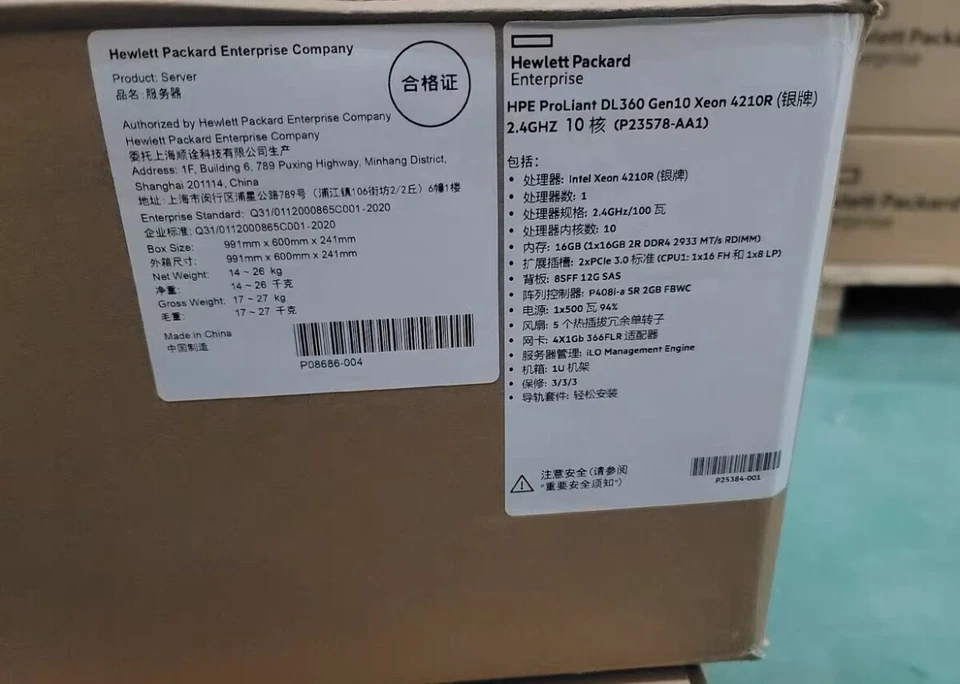 Hewlett Packard Enterprise Company
Product: Server
品名:服务器
合格证
Authorized by Hewlett Packard Enterprise Company
Hewlett Packard Enterprise Company
委托上海顺诠科技有限公司生产
Address: 1F, Building 6, 789 Puxing Highway, Minhang District,
Shanghai 201114, China
地址:上海市闵行区浦星公路789号(浦江镇106街坊2/2丘)6幢1楼
Enterprise Standard: Q31/0112000865C001-2020
企业标准: Q31/0112000865C001-2020
Box Size: 991mm x 600mm x 241mm
外箱尺寸: 991mm x 600mm x 241mm
Net Weight: 14 ~ 26 kg
净重: 14 ~ 26 千克
Gross Weight: 17 ~ 27 kg
毛重: 17 ~ 27 千克
Made in China
中国制造
P08686-004
Hewlett Packard
Enterprise
HPE ProLiant DL360 Gen10 Xeon 4210R (银牌)
2.4GHZ 10 核 (P23578-AA1)
包括:
• 处理器: Intel Xeon 4210R (银牌)
• 处理器数: 1
• 处理器规格: 2.4GHz/100 瓦
• 处理器内核数: 10
• 内存: 16GB (1x16GB 2R DDR4 2933 MT/s RDIMM)
• 扩展插槽: 2xPCIe 3.0 标准 (CPU1: 1x16 FH 和 1x8 LP)
• 背板: 8SFF 12G SAS
• 阵列控制器: P408i-a SR 2GB FBWC
• 电源: 1x500 瓦 94%
• 风扇: 5 个热插拔冗余单转子
• 网卡: 4X1Gb 366FLR 适配器
• 服务器管理: iLO Management Engine
• 机箱: 1U 机架
• 保修: 3/3/3
• 导轨套件: 轻松安装
注意安全(请参阅
"重要安全须知")
P25384-001
Hewlett Packard